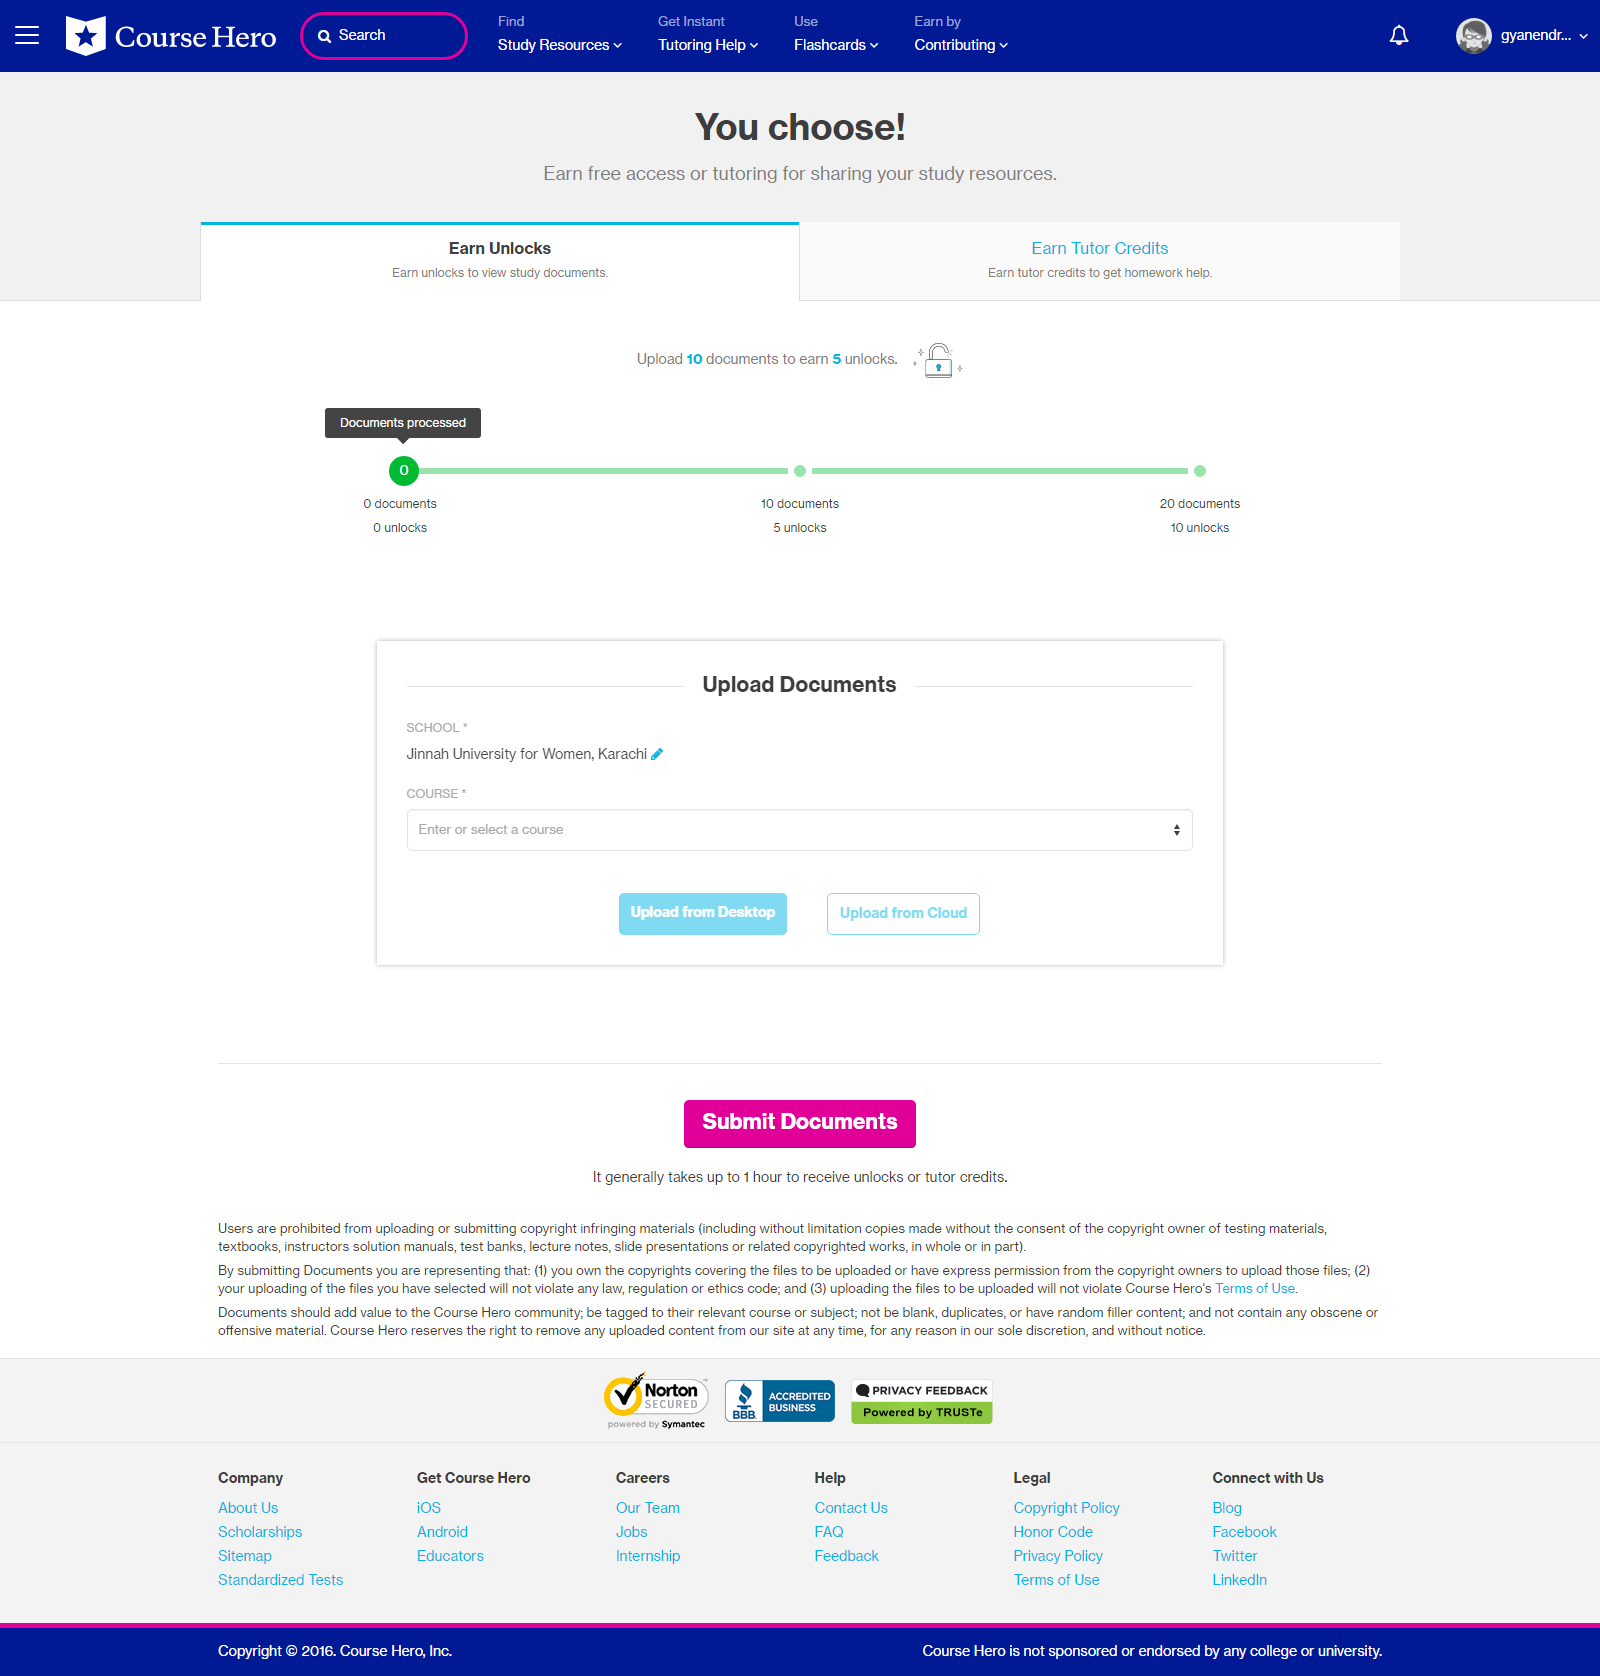 Course Hero
Search
Find
Study Resources
Get Instant
Tutoring Help
Use
Flashcards
Earn by
Contributing
gyanendr...
You choose!
Earn free access or tutoring for sharing your study resources.
Earn Unlocks
Earn unlocks to view study documents.
Earn Tutor Credits
Earn tutor credits to get homework help.
Upload 10 documents to earn 5 unlocks.
Documents processed
0
0 documents
0 unlocks
10 documents
5 unlocks
20 documents
10 unlocks
Upload Documents
SCHOOL *
Jinnah University for Women, Karachi
COURSE *
Enter or select a course
Upload from Desktop
Upload from Cloud
Submit Documents
It generally takes up to 1 hour to receive unlocks or tutor credits.
Users are prohibited from uploading or submitting copyright infringing materials (including without limitation copies made without the consent of the copyright owner of testing materials,
textbooks, instructors solution manuals, test banks, lecture notes, slide presentations or related copyrighted works, in whole or in part).
By submitting Documents you are representing that: (1) you own the copyrights covering the files to be uploaded or have express permission from the copyright owners to upload those files; (2)
your uploading of the files you have selected will not violate any law, regulation or ethics code; and (3) uploading the files to be uploaded will not violate Course Hero's Terms of Use.
Documents should add value to the Course Hero community; be tagged to their relevant course or subject; not be blank, duplicates, or have random filler content; and not contain any obscene or
offensive material. Course Hero reserves the right to remove any uploaded content from our site at any time, for any reason in our sole discretion, and without notice.
Norton
SECURED
powered by Symantec
BBB.
ACCREDITED
BUSINESS
PRIVACY FEEDBACK
Powered by TRUSTe
Company
About Us
Scholarships
Sitemap
Standardized Tests
Get Course Hero
iOS
Android
Educators
Careers
Our Team
Jobs
Internship
Help
Contact Us
FAQ
Feedback
Legal
Copyright Policy
Honor Code
Privacy Policy
Terms of Use
Connect with Us
Blog
Facebook
Twitter
LinkedIn
Copyright © 2016. Course Hero, Inc.
Course Hero is not sponsored or endorsed by any college or university.